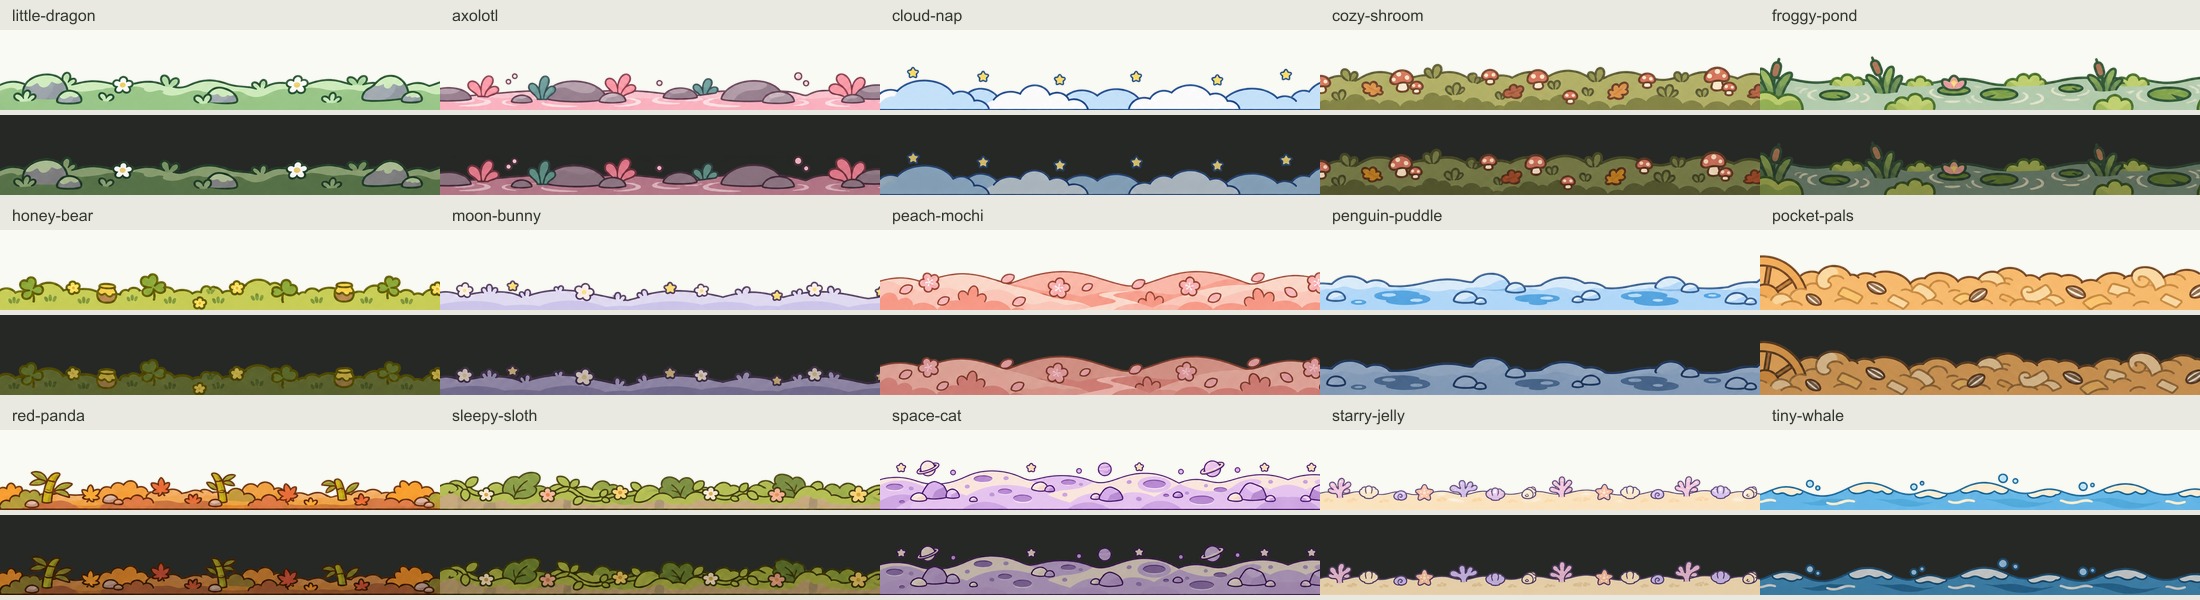 little-dragon
axolotl
cloud-nap
cozy-shroom
froggy-pond
honey-bear
moon-bunny
peach-mochi
penguin-puddle
pocket-pals
red-panda
sleepy-sloth
space-cat
starry-jelly
tiny-whale